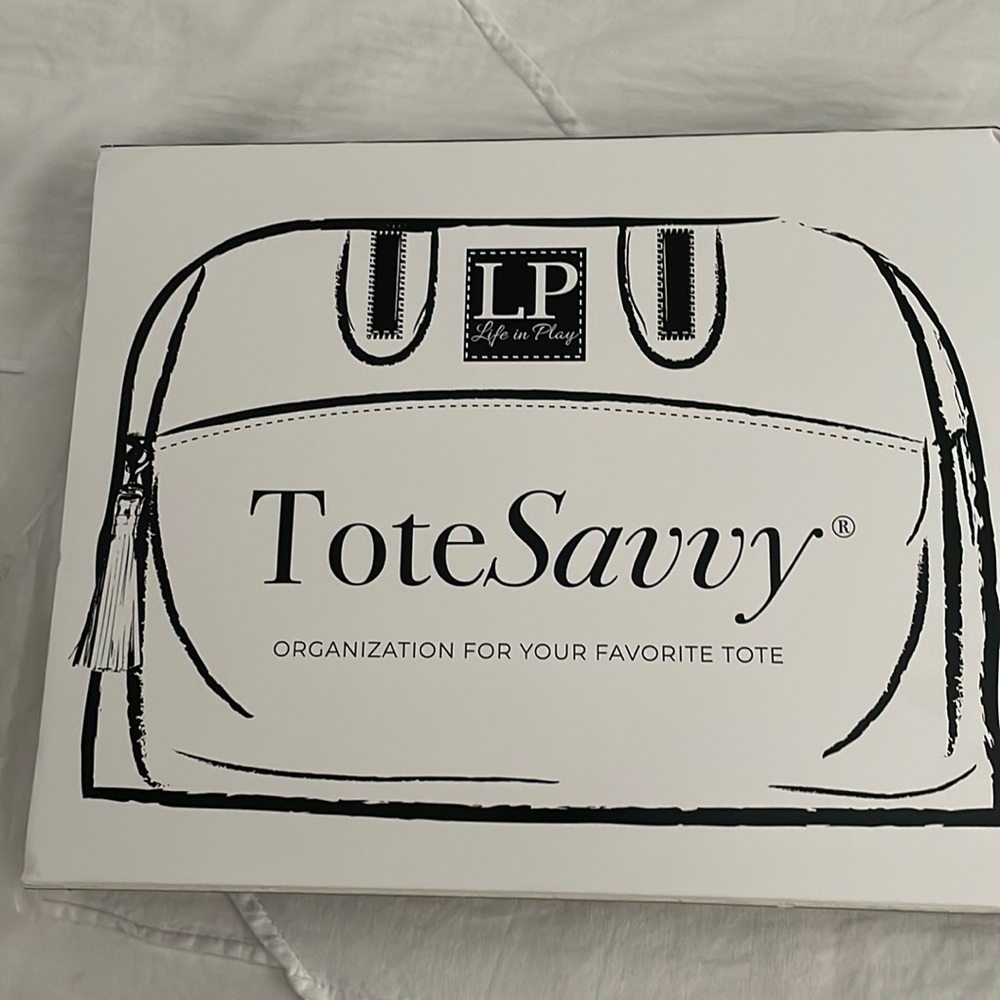 LP
Life in Play
ToteSavvy®
ORGANIZATION FOR YOUR FAVORITE TOTE